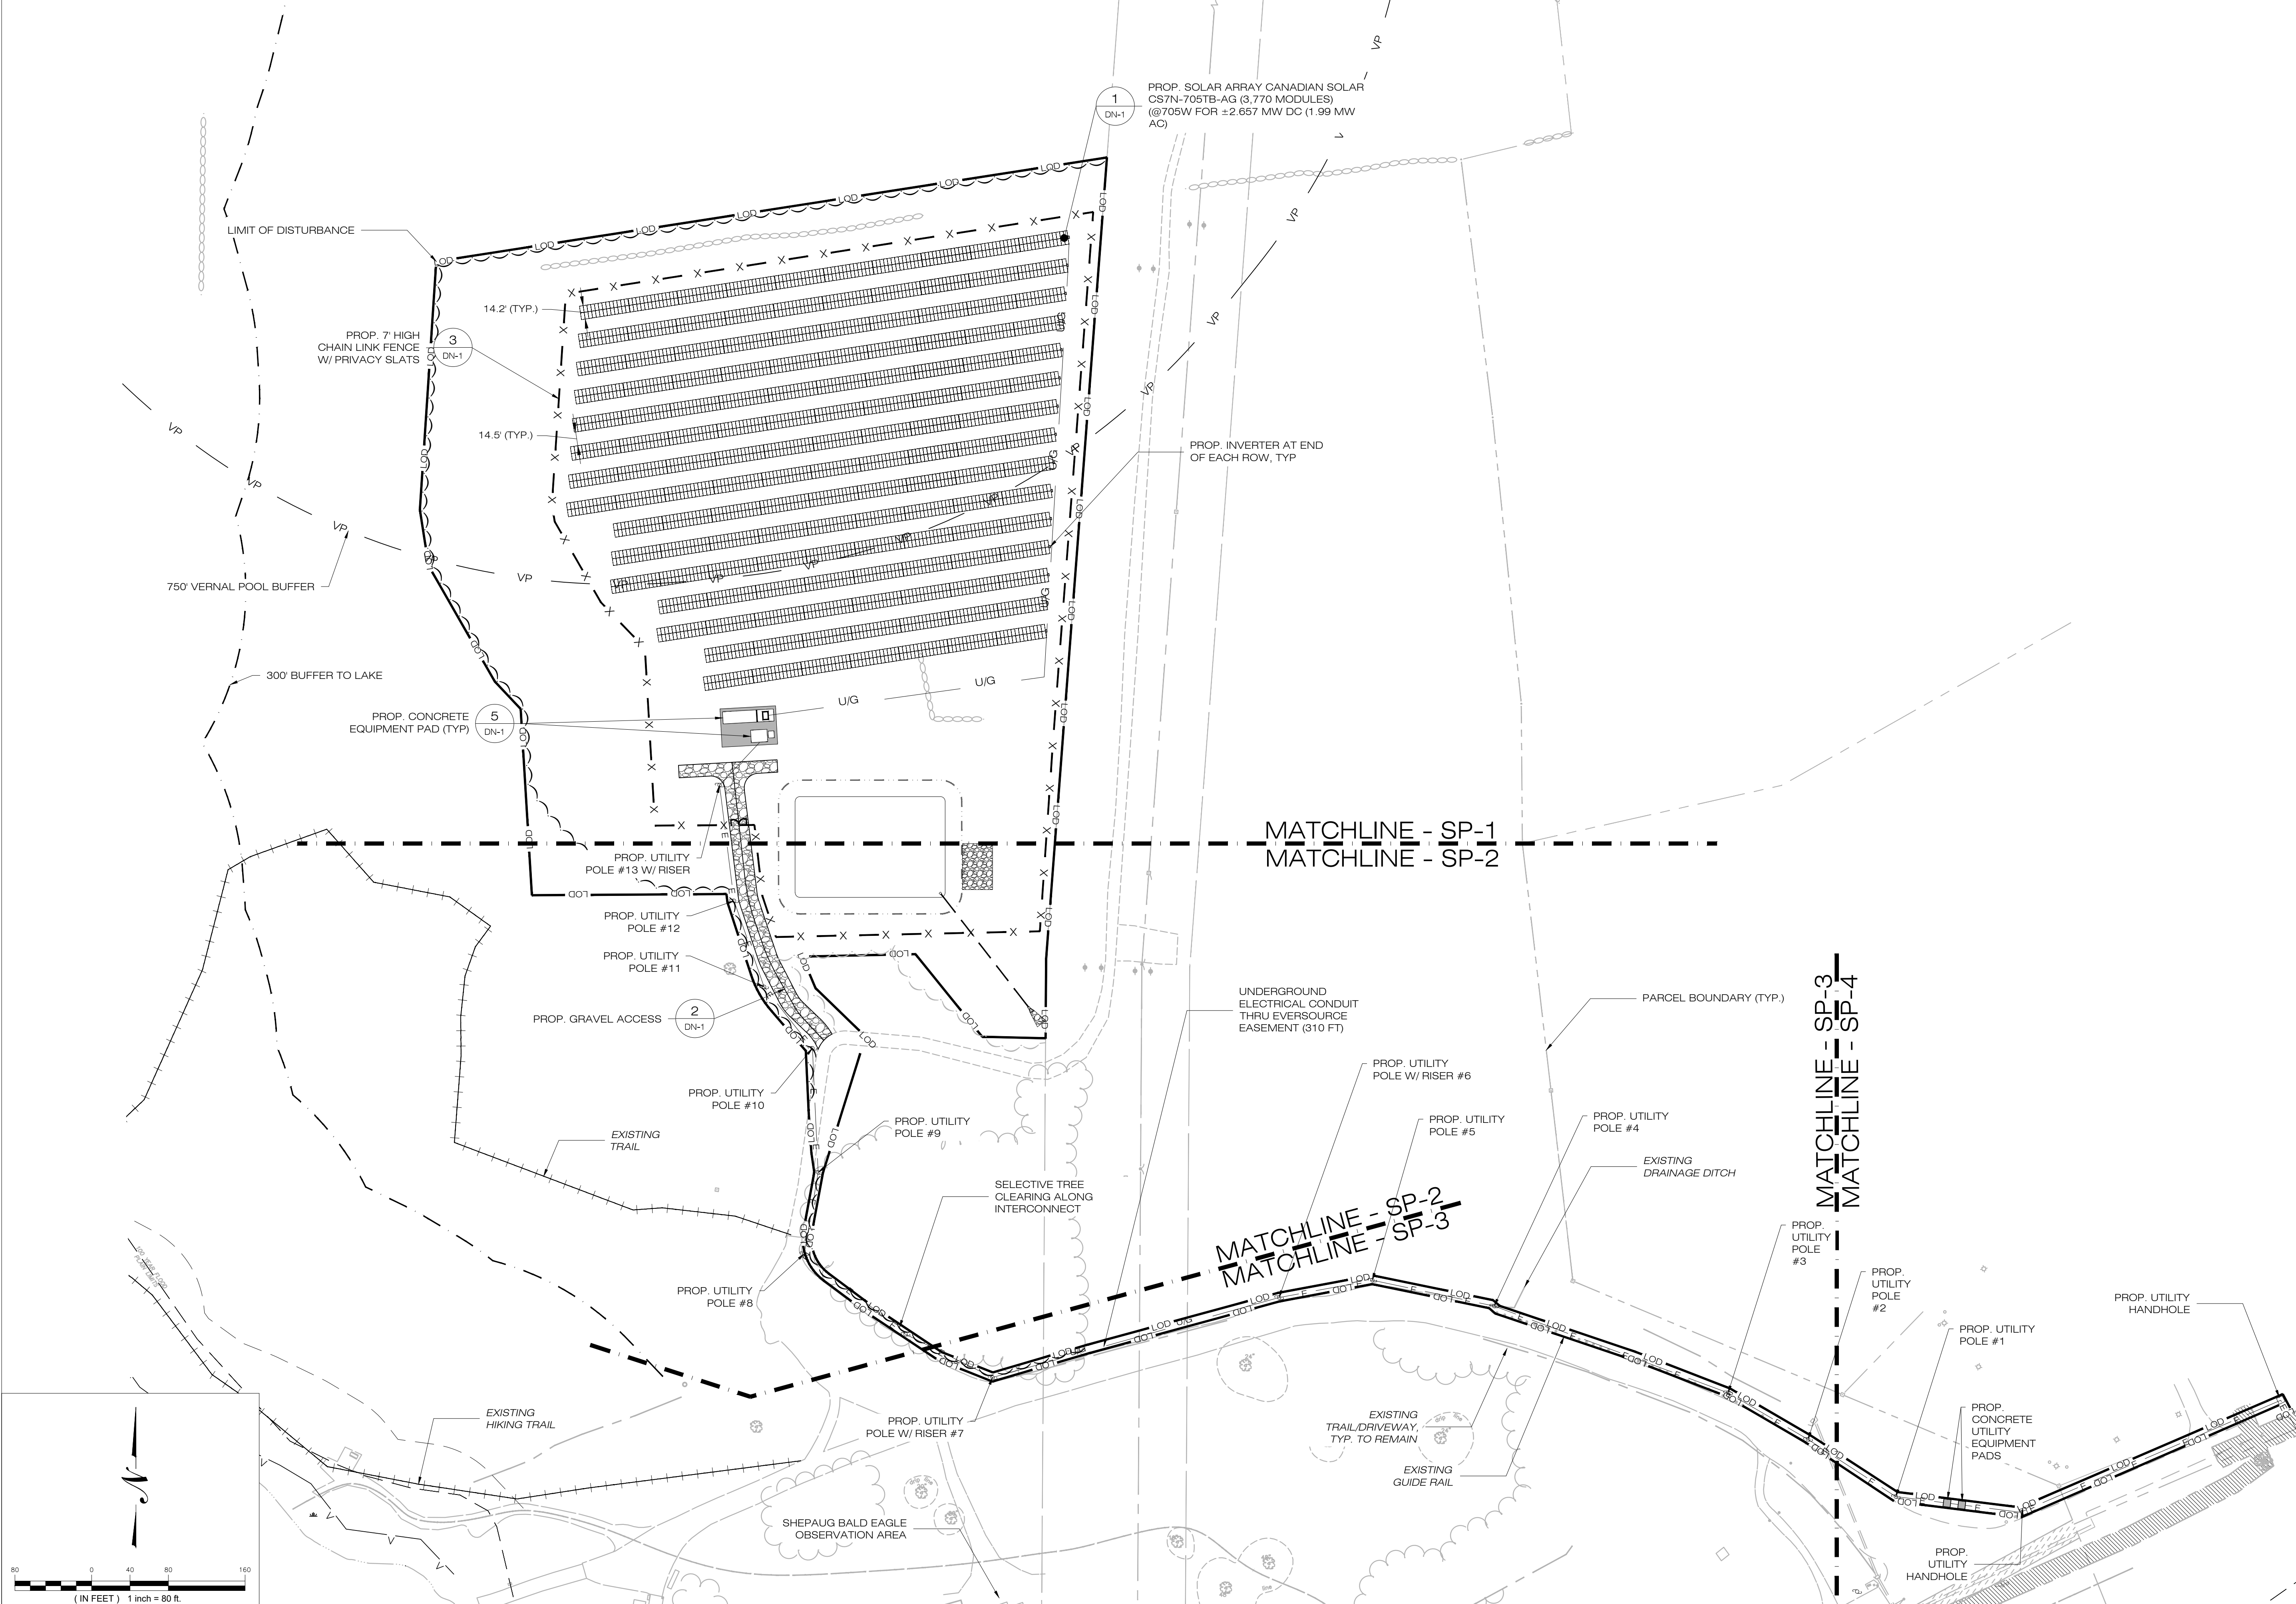 1
DN-1
PROP. SOLAR ARRAY CANADIAN SOLAR
CS7N-705TB-AG (3,770 MODULES)
(@705W FOR ±2.657 MW DC (1.99 MW
AC)
VP
LOD
LIMIT OF DISTURBANCE
14.2' (TYP.)
PROP. 7' HIGH
CHAIN LINK FENCE
W/ PRIVACY SLATS
3
DN-1
14.5' (TYP.)
PROP. INVERTER AT END
OF EACH ROW, TYP
750' VERNAL POOL BUFFER
300' BUFFER TO LAKE
U/G
U/G
PROP. CONCRETE
EQUIPMENT PAD (TYP)
5
DN-1
MATCHLINE - SP-1
MATCHLINE - SP-2
PROP. UTILITY
POLE #13 W/ RISER
PROP. UTILITY
POLE #12
PROP. UTILITY
POLE #11
PROP. GRAVEL ACCESS
2
DN-1
UNDERGROUND
ELECTRICAL CONDUIT
THRU EVERSOURCE
EASEMENT (310 FT)
PARCEL BOUNDARY (TYP.)
MATCHLINE - SP-3
MATCHLINE - SP-4
PROP. UTILITY
POLE #10
PROP. UTILITY
POLE W/ RISER #6
PROP. UTILITY
POLE #9
PROP. UTILITY
POLE #5
PROP. UTILITY
POLE #4
EXISTING
TRAIL
EXISTING
DRAINAGE DITCH
SELECTIVE TREE
CLEARING ALONG
INTERCONNECT
MATCHLINE - SP-2
MATCHLINE - SP-3
PROP.
UTILITY
POLE
#3
PROP.
UTILITY
POLE
#2
PROP. UTILITY
HANDHOLE
100 YEAR FLOOD
PLAIN LIMITS
PROP. UTILITY
POLE #8
PROP. UTILITY
POLE #1
EXISTING
HIKING TRAIL
PROP. UTILITY
POLE W/ RISER #7
EXISTING
TRAIL/DRIVEWAY,
TYP. TO REMAIN
EXISTING
GUIDE RAIL
PROP.
CONCRETE
UTILITY
EQUIPMENT
PADS
SHEPAUG BALD EAGLE
OBSERVATION AREA
PROP.
UTILITY
HANDHOLE
N
80 0 40 80 160
( IN FEET ) 1 inch = 80 ft.